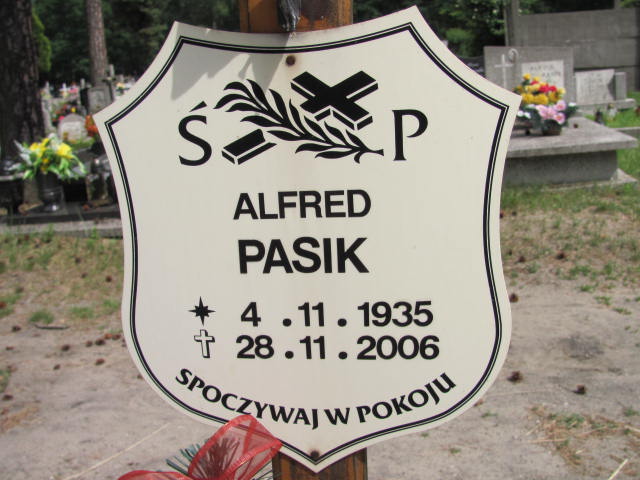 Ś P
ALFRED
PASIK
4 . 11 . 1935
28 . 11 . 2006
SPOCZYWAJ W POKOJU